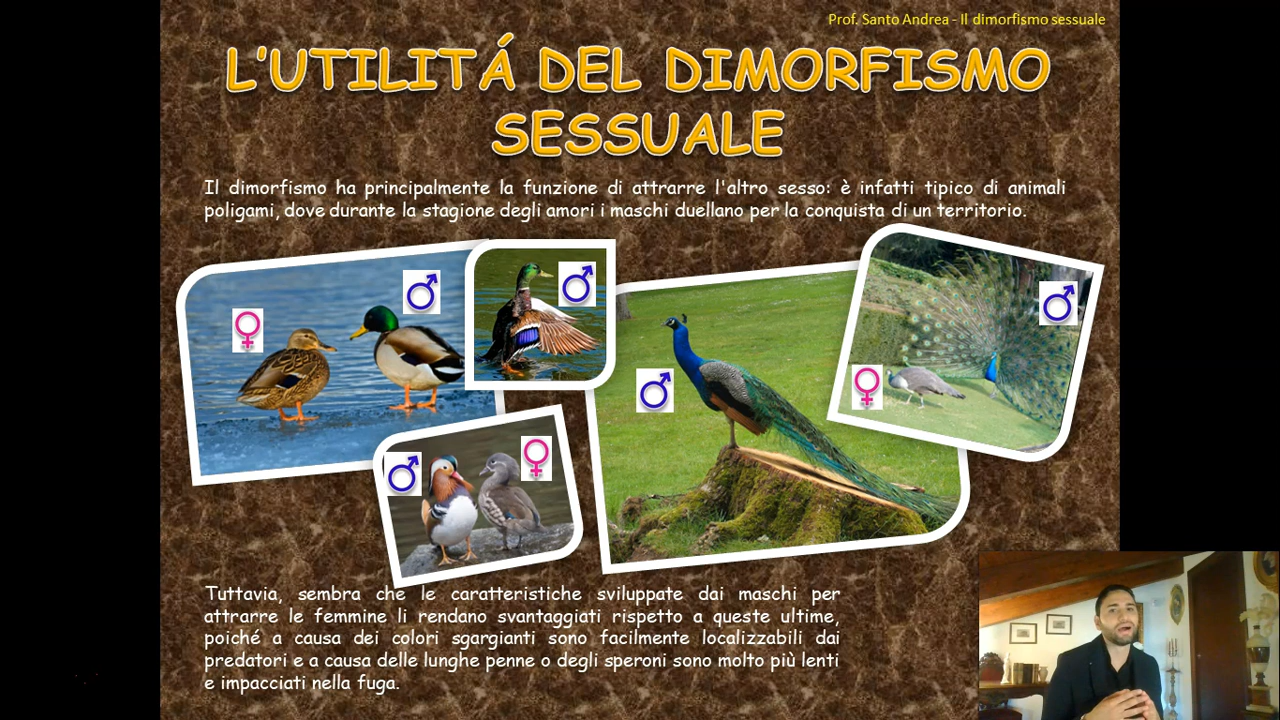 Prof. Santo Andrea - Il dimorfismo sessuale
L'UTILITÁ DEL DIMORFISMO
SESSUALE
Il dimorfismo ha principalmente la funzione di attrarre l'altro sesso: è infatti tipico di animali
poligami, dove durante la stagione degli amori i maschi duellano per la conquista di un territorio.
Tuttavia, sembra che le caratteristiche sviluppate dai maschi per
attrarre le femmine li rendano svantaggiati rispetto a queste ultime,
poiché a causa dei colori sgargianti sono facilmente localizzabili dai
predatori e a causa delle lunghe penne o degli speroni sono molto più lenti
e impacciati nella fuga.